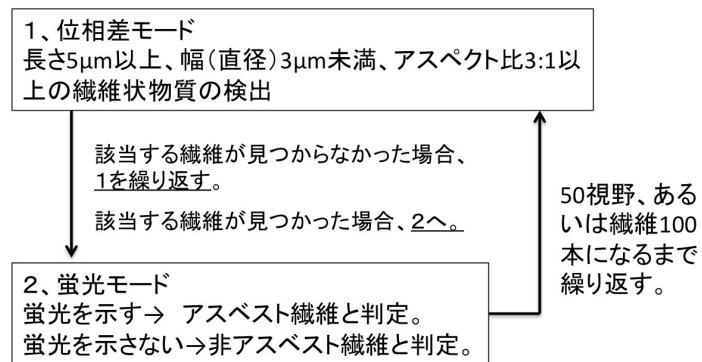 1、位相差モード
長さ5μm以上、幅(直径)3μm未満、アスペクト比3:1以
上の繊維状物質の検出
該当する繊維が見つからなかった場合、
1を繰り返す。
該当する繊維が見つかった場合、2へ。
50視野、ある
いは繊維100
本になるまで
繰り返す。
2、蛍光モード
蛍光を示す→ アスベスト繊維と判定。
蛍光を示さない→非アスベスト繊維と判定。